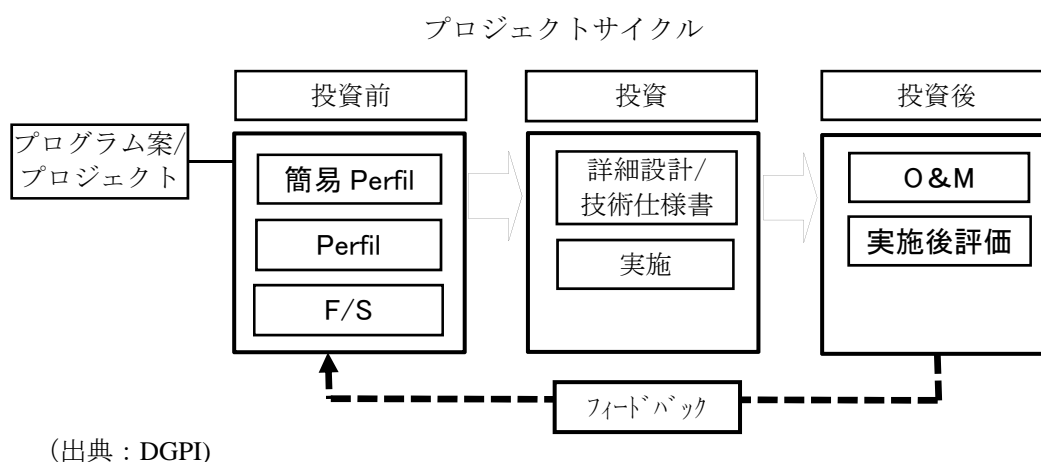 プロジェクトサイクル
投資前
投資
投資後
プログラム案/
プロジェクト
簡易 Perfil
Perfil
F/S
詳細設計/
技術仕様書
実施
O&M
実施後評価
フィードバック
（出典：DGPI)